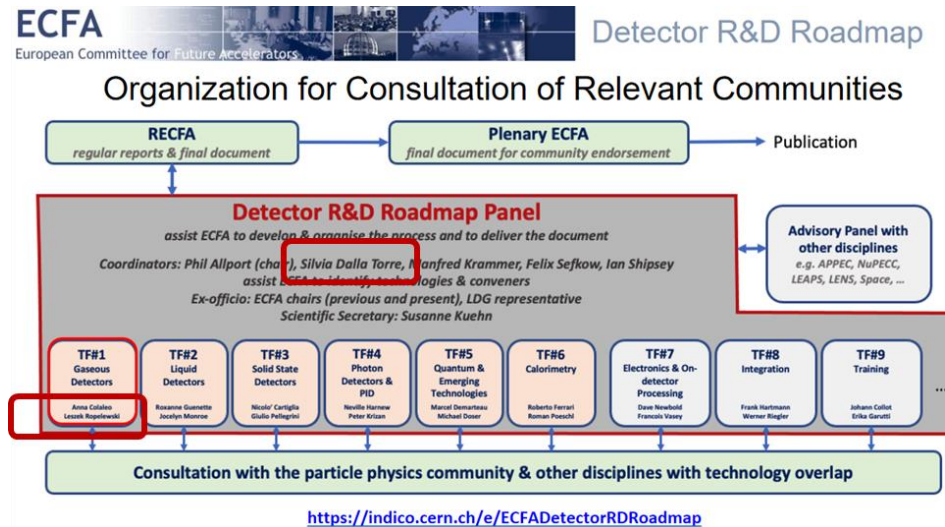 ECFA
European Committee for Future Accelerators
Detector R&D Roadmap
Organization for Consultation of Relevant Communities
RECFA
regular reports & final document
Plenary ECFA
final document for community endorsement
Publication
Detector R&D Roadmap Panel
assist ECFA to develop & organise the process and to deliver the document
Coordinators: Phil Allport (chair), Silvia Dalla Torre, Manfred Krammer, Felix Sefkow, Ian Shipsey
assist ECFA to identify technologies & conveners
Ex-officio: ECFA chairs (previous and present), LDG representative
Scientific Secretary: Susanne Kuehn
Advisory Panel with
other disciplines
e.g. APPEC, NuPECC,
LEAPS, LENS, Space, ...
TF#1
Gaseous
Detectors
Anna Colaleo
Leszek Ropelewski
TF#2
Liquid
Detectors
Roxanne Guenette
Jocelyn Monroe
TF#3
Solid State
Detectors
Nicolo' Cartiglia
Giulio Pellegrini
TF#4
Photon
Detectors &
PID
Neville Harnew
Peter Krizan
TF#5
Quantum &
Emerging
Technologies
Marcel Demarteau
Michael Doser
TF#6
Calorimetry
Roberto Ferrari
Roman Poeschl
TF#7
Electronics & On-
detector
Processing
Dave Newbold
Francois Vasey
TF#8
Integration
Frank Hartmann
Werner Riegler
TF#9
Training
Johann Collot
Erika Garutti
...
Consultation with the particle physics community & other disciplines with technology overlap
https://indico.cern.ch/e/ECFADetectorRDRoadmap